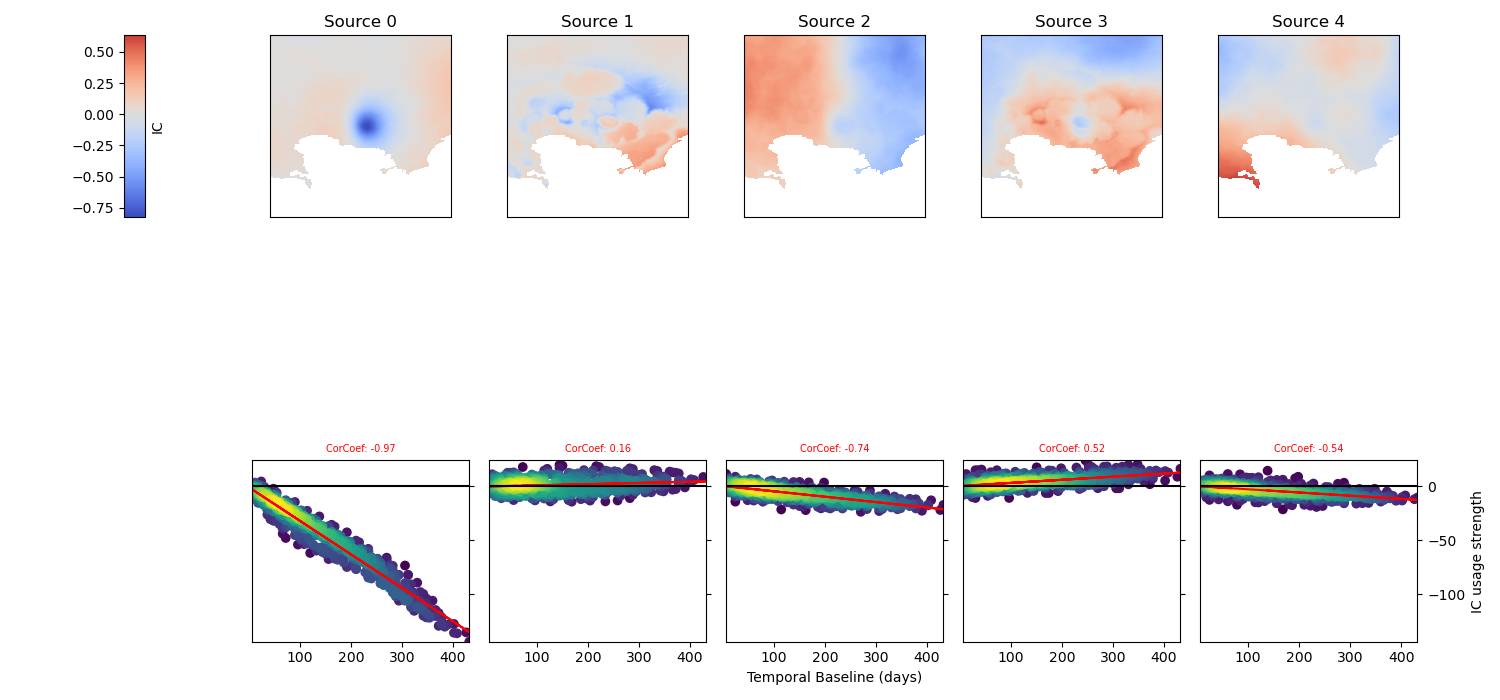 Source 0
Source 1
Source 2
Source 3
Source 4
0.50
0.25
0.00
−0.25
−0.50
−0.75
IC
CorCoef: -0.97
CorCoef: 0.16
CorCoef: -0.74
CorCoef: 0.52
CorCoef: -0.54
0
−50
−100
IC usage strength
100 200 300 400
100 200 300 400
100 200 300 400
100 200 300 400
100 200 300 400
Temporal Baseline (days)